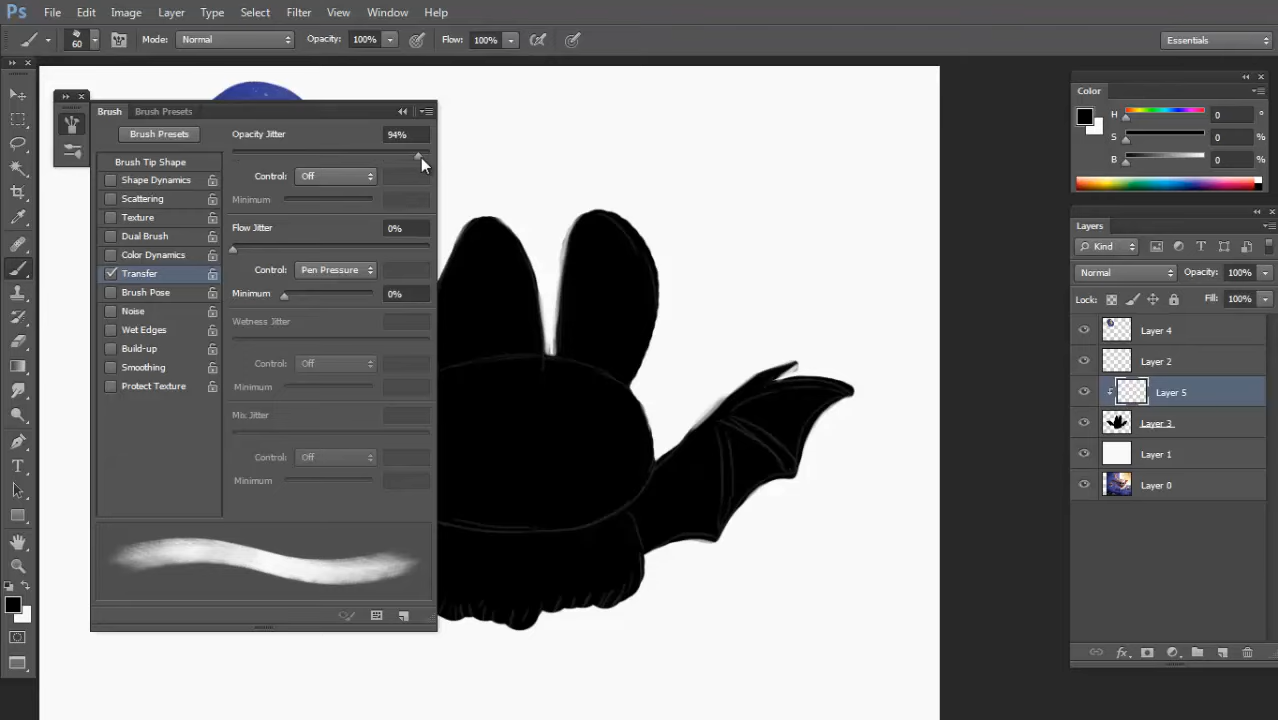 Ps File Edit Image Layer Type Select Filter View Window Help
60 Mode: Normal Opacity: 100% Flow: 100% Essentials
Color
H 0 °
S 0 %
B 0 %
Brush Brush Presets
Brush Presets
Opacity Jitter 94%
Brush Tip Shape
Shape Dynamics
Control: Off
Scattering
Minimum
Texture
Flow Jitter 0%
Dual Brush
Color Dynamics
Transfer
Control: Pen Pressure
Brush Pose
Minimum 0%
Noise
Wetness Jitter
Wet Edges
Build-up
Smoothing
Control: Off
Protect Texture
Minimum
Mix Jitter
Control: Off
Minimum
Layers
Kind
Normal Opacity: 100%
Lock: Fill: 100%
Layer 4
Layer 2
Layer 5
Layer 3
Layer 1
Layer 0
fx